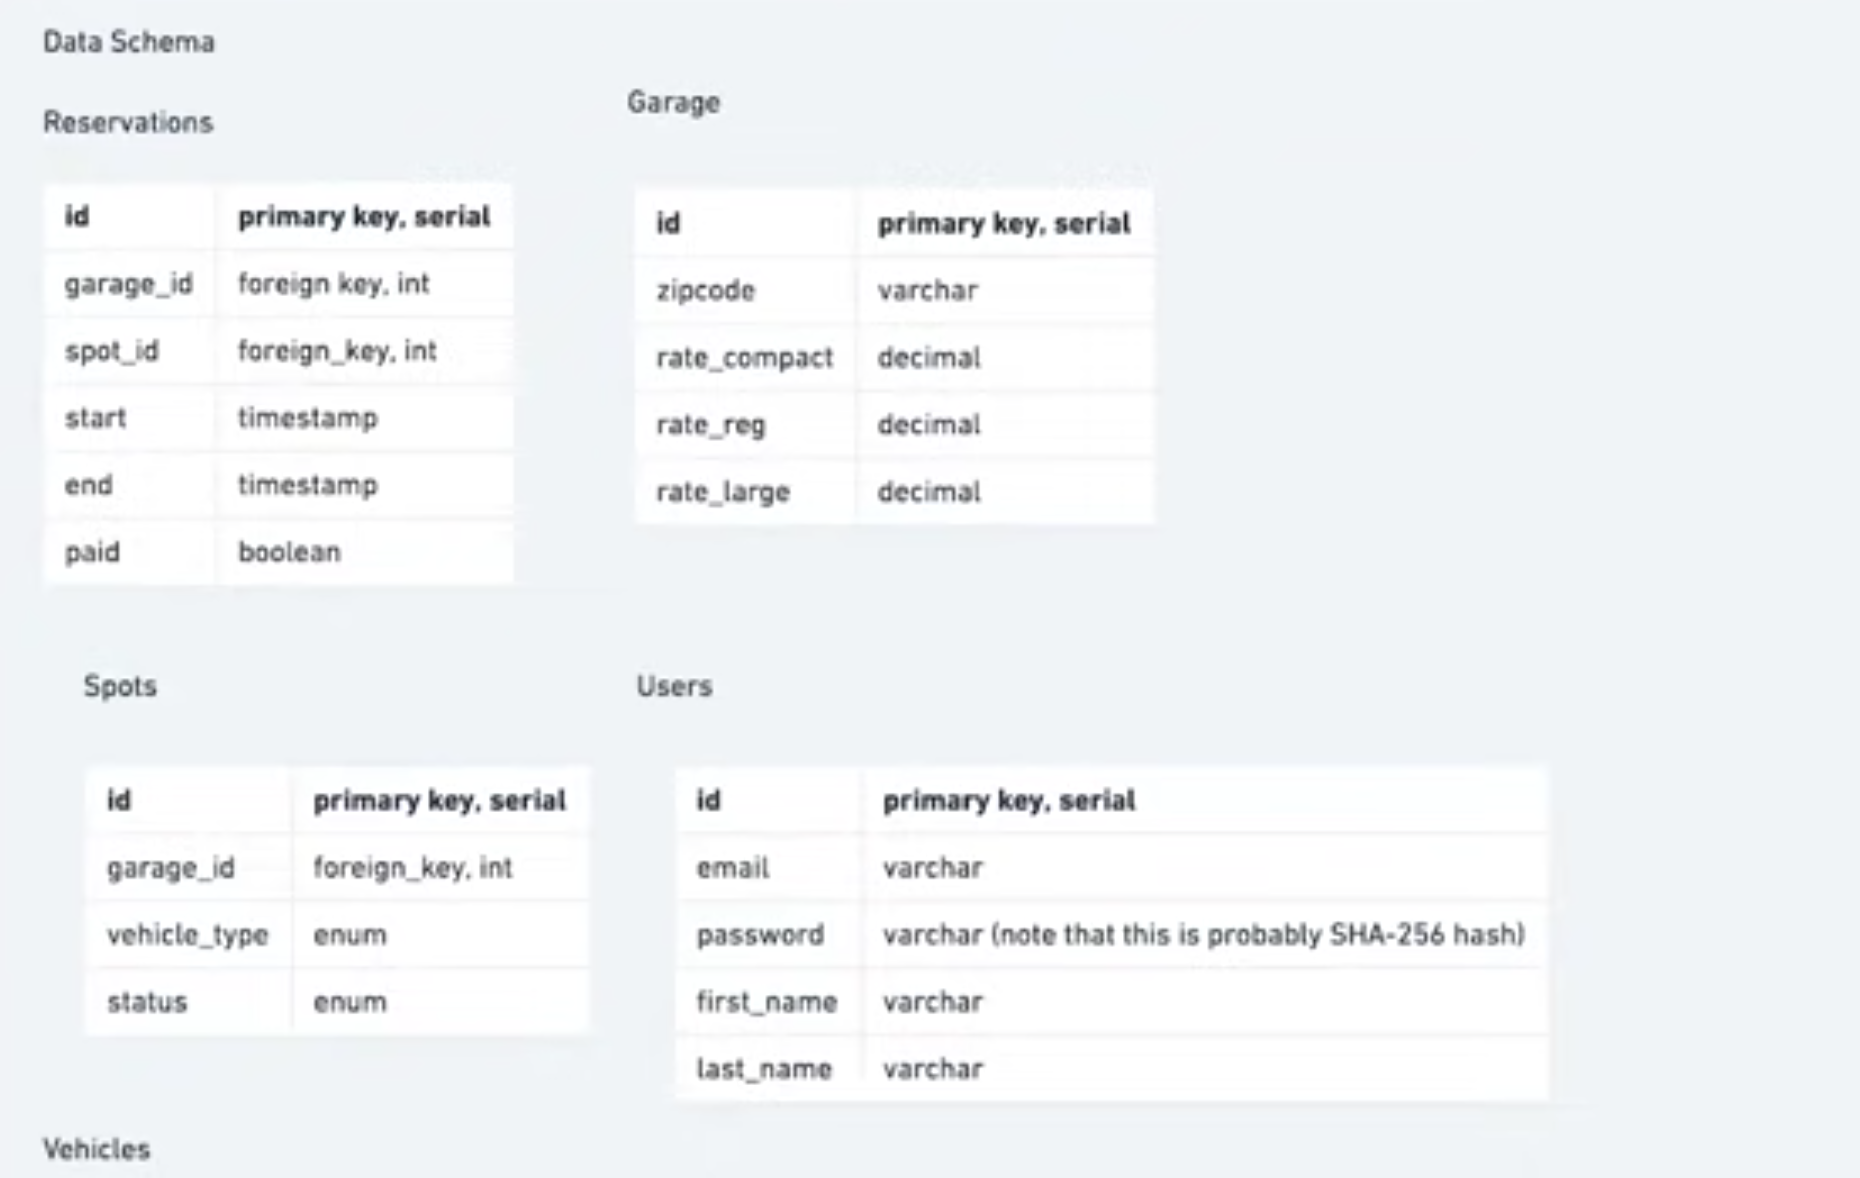 Data Schema
Reservations
id primary key, serial
garage_id foreign key, int
spot_id foreign_key, int
start timestamp
end timestamp
paid boolean
Garage
id primary key, serial
zipcode varchar
rate_compact decimal
rate_reg decimal
rate_large decimal
Spots
id primary key, serial
garage_id foreign_key, int
vehicle_type enum
status enum
Users
id primary key, serial
email varchar
password varchar (note that this is probably SHA-256 hash)
first_name varchar
last_name varchar
Vehicles